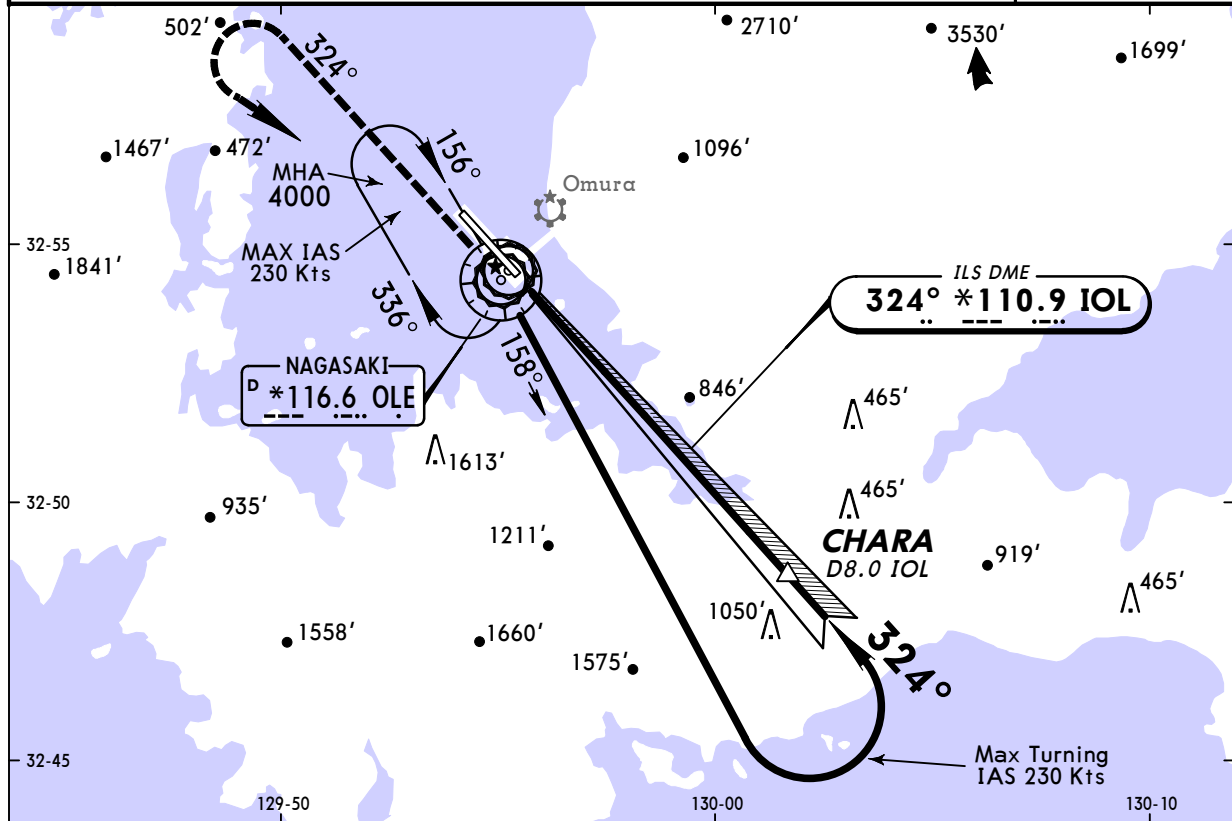 502'
2710'
3530'
1699'
324°
1467'
472'
156°
1096'
MHA
4000
Omura
MAX IAS
230 Kts
32-55
1841'
336°
ILS DME
324° *110.9 IOL
NAGASAKI
D *116.6 OLE
158°
846'
465'
1613'
465'
32-50
935'
1211'
CHARA
D8.0 IOL
919'
465'
1050'
1558'
1660'
1575'
324°
32-45
Max Turning
IAS 230 Kts
129-50
130-00
130-10